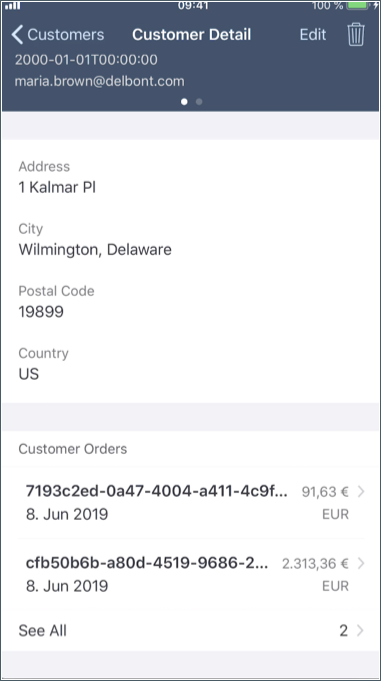 09:41 100 %
Customers Customer Detail Edit
2000-01-01T00:00:00
maria.brown@delbont.com
Address
1 Kalmar Pl
City
Wilmington, Delaware
Postal Code
19899
Country
US
Customer Orders
7193c2ed-0a47-4004-a411-4c9f... 91,63 €
8. Jun 2019 EUR
cfb50b6b-a80d-4519-9686-2... 2.313,36 €
8. Jun 2019 EUR
See All 2